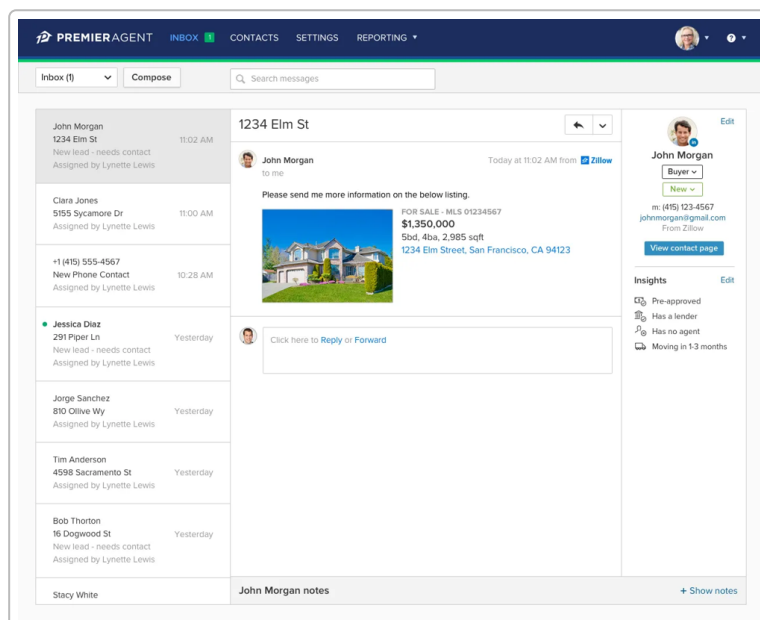 PREMIER AGENT INBOX 1 CONTACTS SETTINGS REPORTING
Inbox (1) Compose Search messages
John Morgan
1234 Elm St 11:02 AM
New lead - needs contact
Assigned by Lynette Lewis
Clara Jones
5155 Sycamore Dr 11:00 AM
Assigned by Lynette Lewis
+1 (415) 555-4567
New Phone Contact 10:28 AM
Assigned by Lynette Lewis
Jessica Diaz
291 Piper Ln Yesterday
New lead - needs contact
Assigned by Lynette Lewis
Jorge Sanchez
810 Ollive Wy Yesterday
Assigned by Lynette Lewis
Tim Anderson
4598 Sacramento St Yesterday
Assigned by Lynette Lewis
Bob Thorton
16 Dogwood St Yesterday
New lead - needs contact
Assigned by Lynette Lewis
Stacy White
1234 Elm St
John Morgan Today at 11:02 AM from Zillow
to me
Please send me more information on the below listing.
FOR SALE - MLS 01234567
$1,350,000
5bd, 4ba, 2,985 sqft
1234 Elm Street, San Francisco, CA 94123
Click here to Reply or Forward
John Morgan notes + Show notes
Edit
John Morgan
Buyer
New
m: (415) 123-4567
johnmorgan@gmail.com
From Zillow
View contact page
Insights Edit
Pre-approved
Has a lender
Has no agent
Moving in 1-3 months